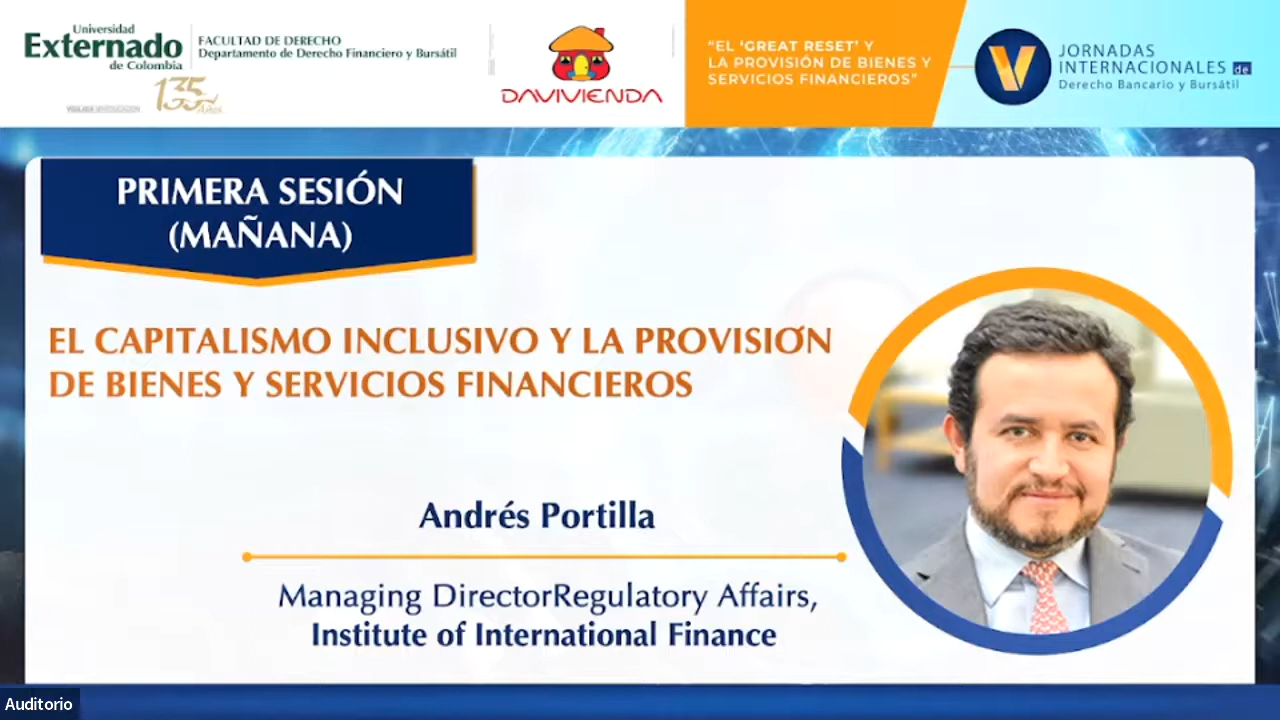 Universidad
Externado
de Colombia
FACULTAD DE DERECHO
Departamento de Derecho Financiero y Bursátil
135
Años
DAVIVIENDA
“EL ‘GREAT RESET’ Y
LA PROVISIÓN DE BIENES Y
SERVICIOS FINANCIEROS”
V
JORNADAS
INTERNACIONALES de
Derecho Bancario y Bursátil
PRIMERA SESIÓN
(MAÑANA)
EL CAPITALISMO INCLUSIVO Y LA PROVISIÓN
DE BIENES Y SERVICIOS FINANCIEROS
Andrés Portilla
Managing DirectorRegulatory Affairs,
Institute of International Finance
Auditorio